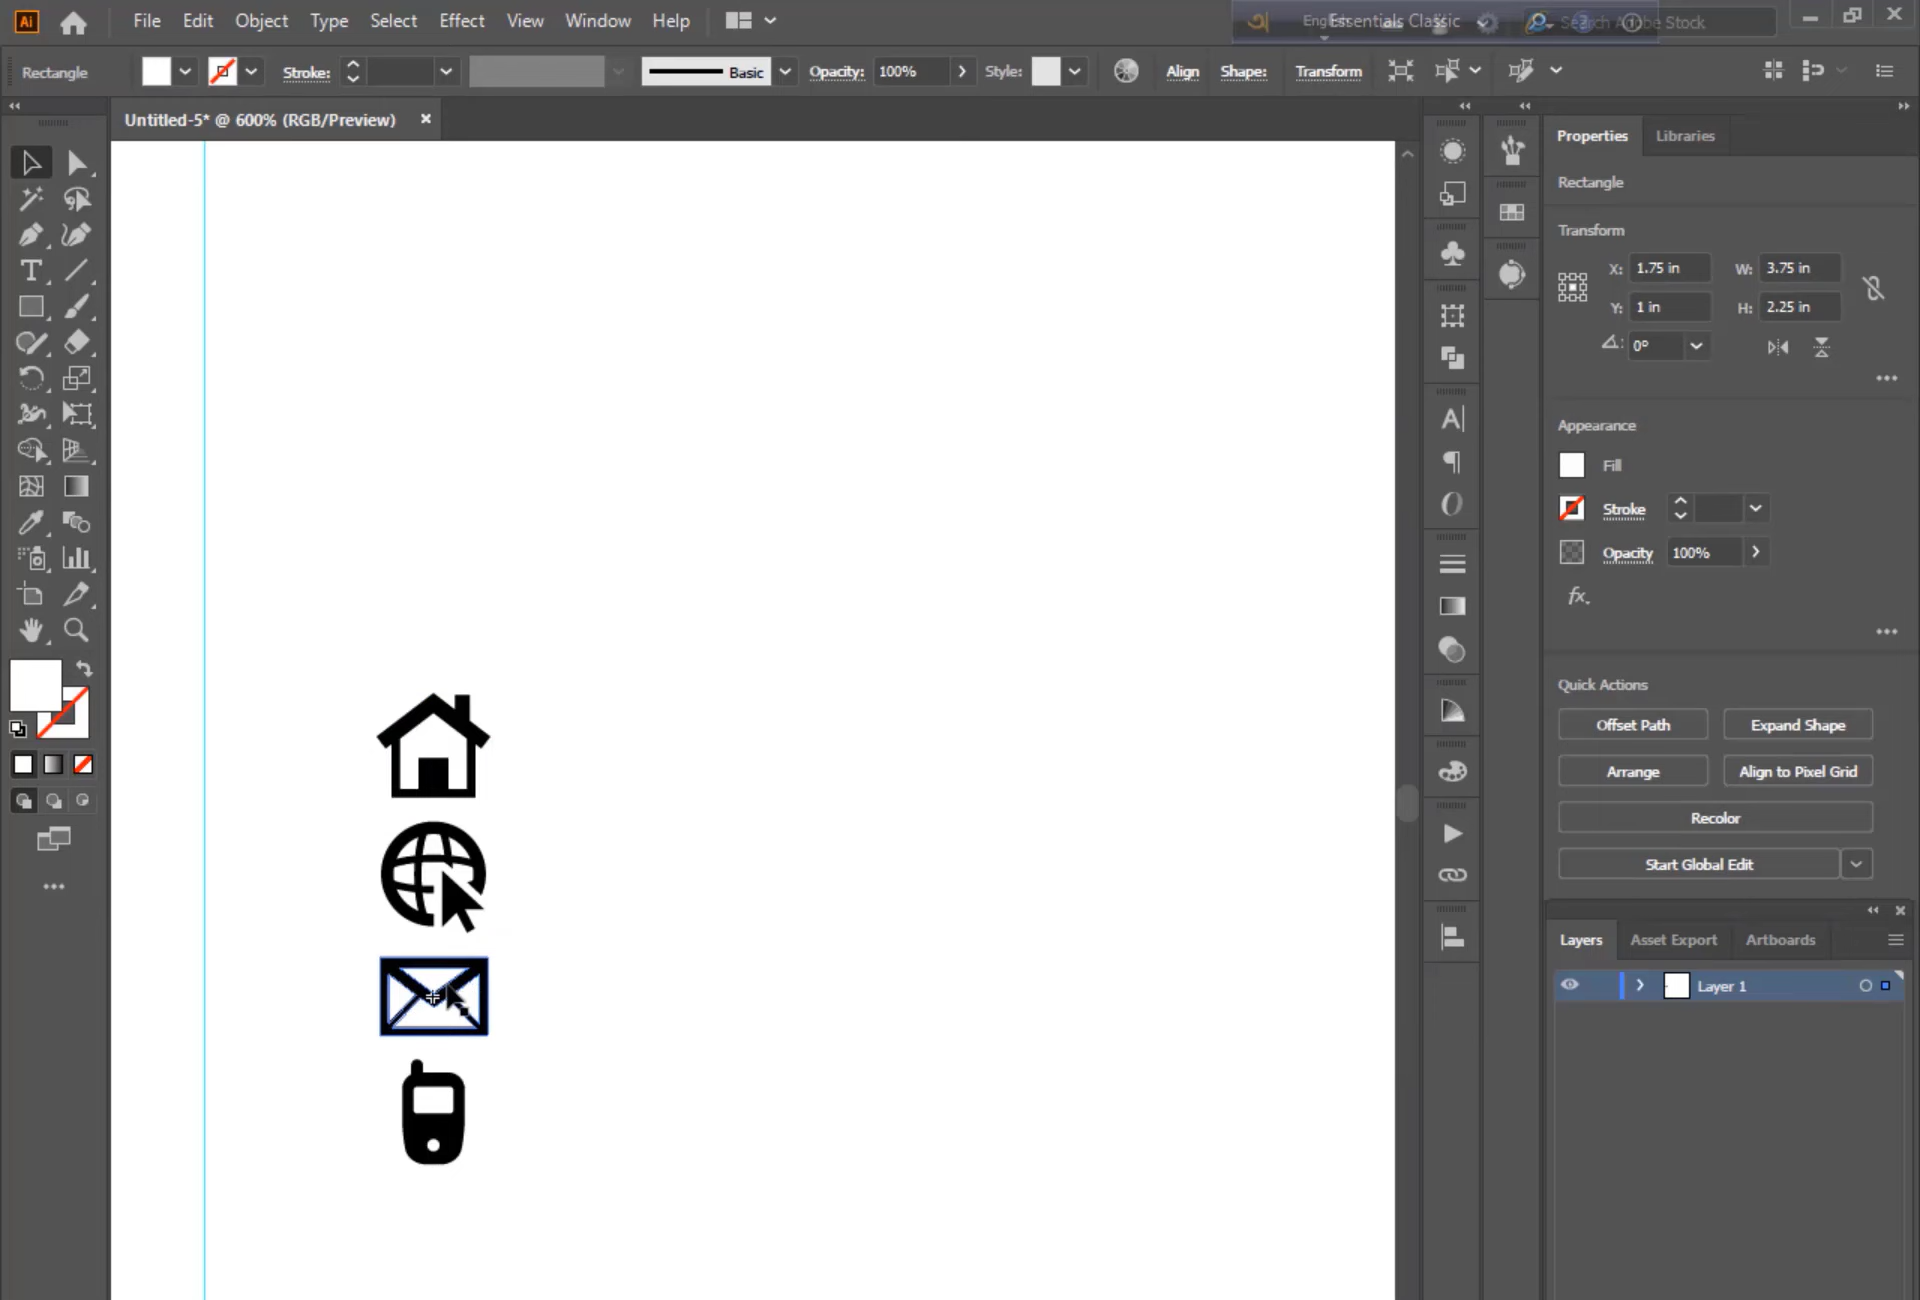 Ai File Edit Object Type Select Effect View Window Help Essentials Classic Search Adobe Stock
Rectangle Stroke: Basic Opacity: 100% Style: Align Shape: Transform
Untitled-5* @ 600% (RGB/Preview) ×
Properties Libraries
Rectangle
Transform
X: 1.75 in W: 3.75 in
Y: 1 in H: 2.25 in
0°
Appearance
Fill
Stroke
Opacity 100%
fx.
Quick Actions
Offset Path Expand Shape
Arrange Align to Pixel Grid
Recolor
Start Global Edit
Layers Asset Export Artboards
Layer 1